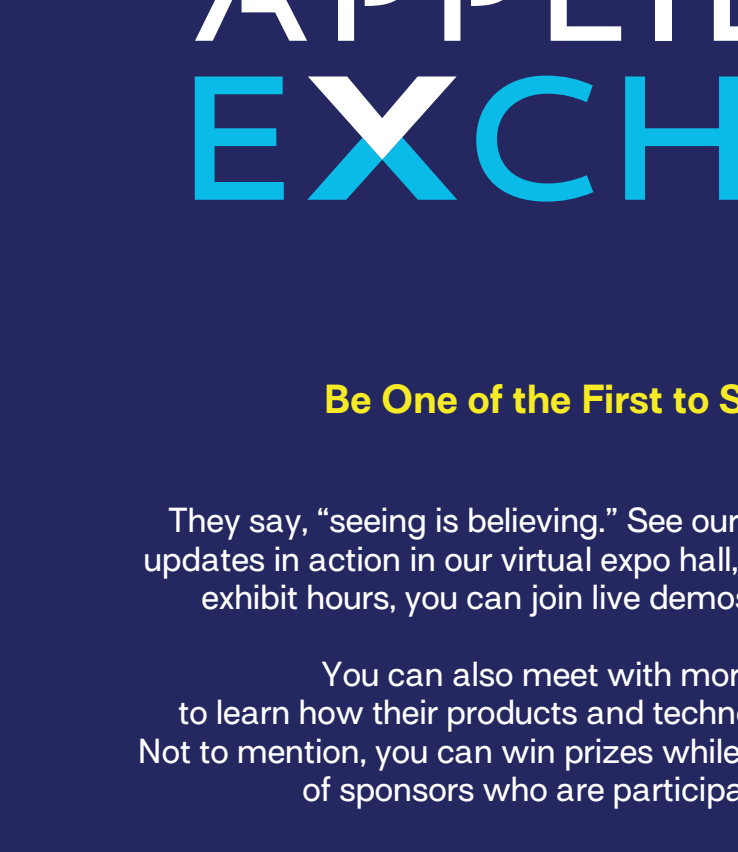 APPLIE
EXCH
Be One of the First to S
They say, “seeing is believing.” See our
updates in action in our virtual expo hall,
exhibit hours, you can join live demos
You can also meet with mor
to learn how their products and techno
Not to mention, you can win prizes while
of sponsors who are participa